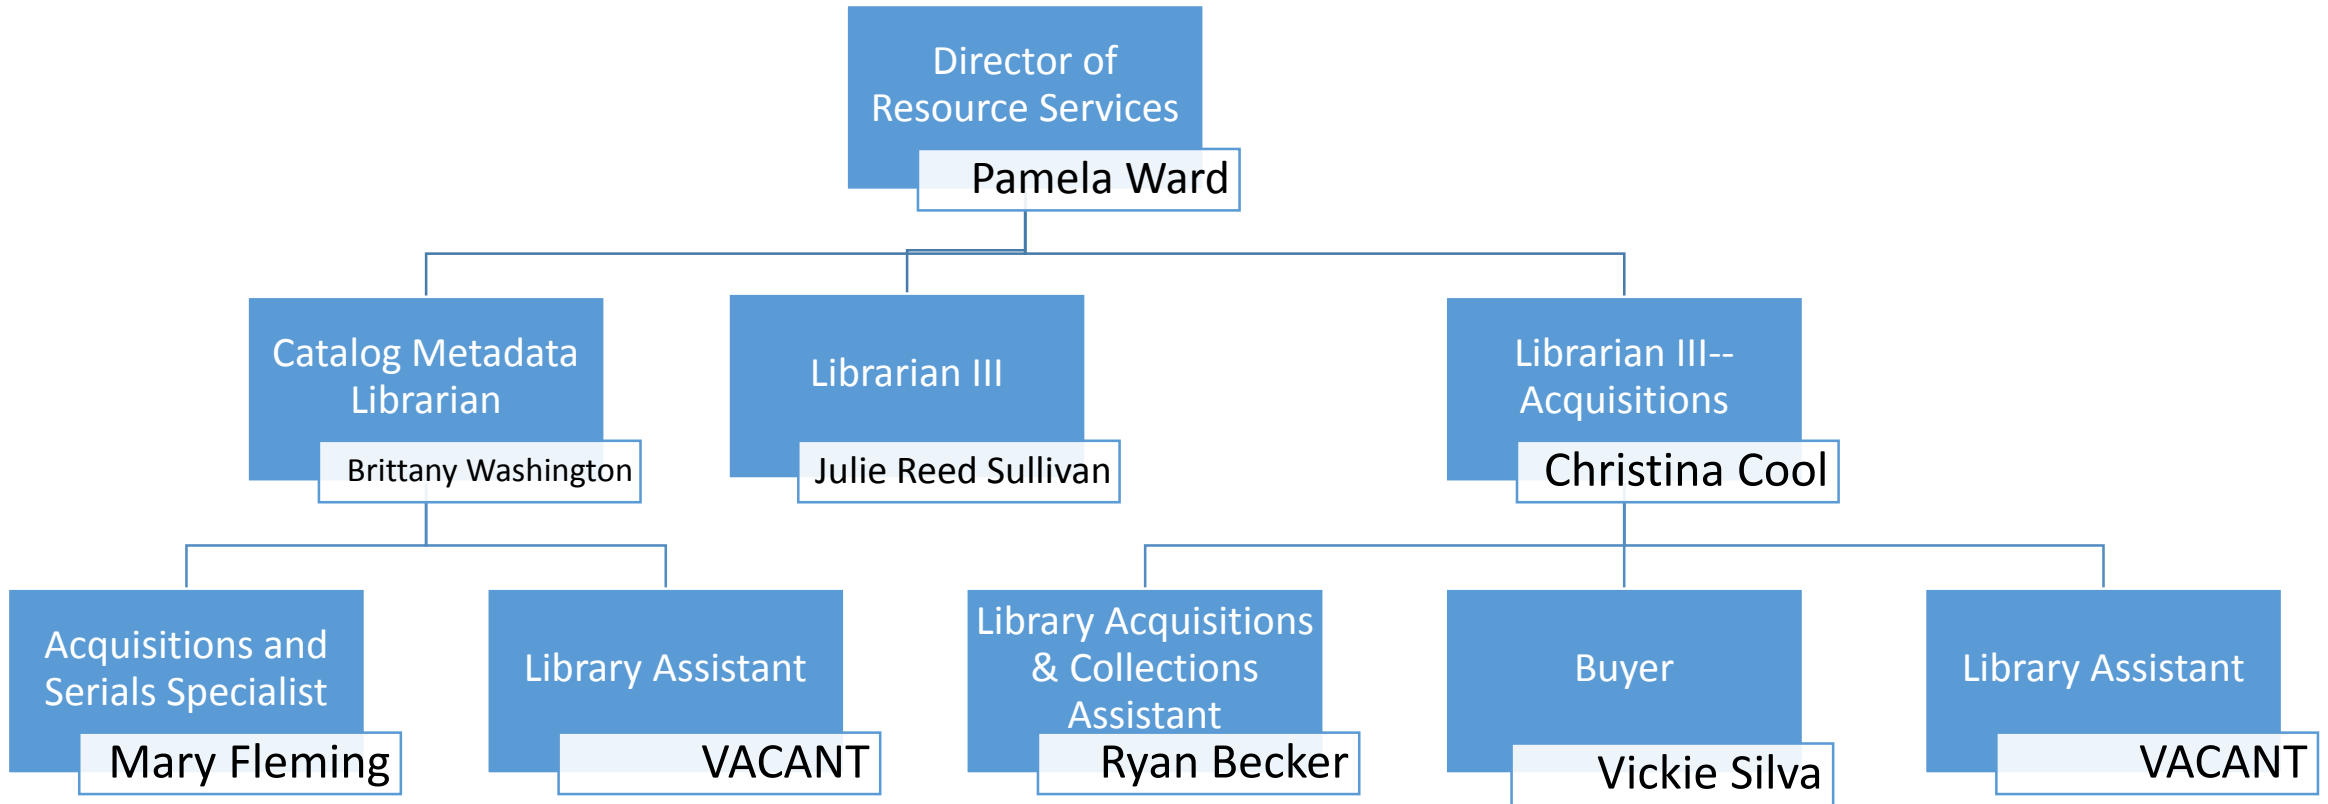 Director of
Resource Services
Pamela Ward
Catalog Metadata
Librarian
Brittany Washington
Librarian III
Julie Reed Sullivan
Librarian III--
Acquisitions
Christina Cool
Acquisitions and
Serials Specialist
Mary Fleming
Library Assistant
VACANT
Library Acquisitions
& Collections
Assistant
Ryan Becker
Buyer
Vickie Silva
Library Assistant
VACANT